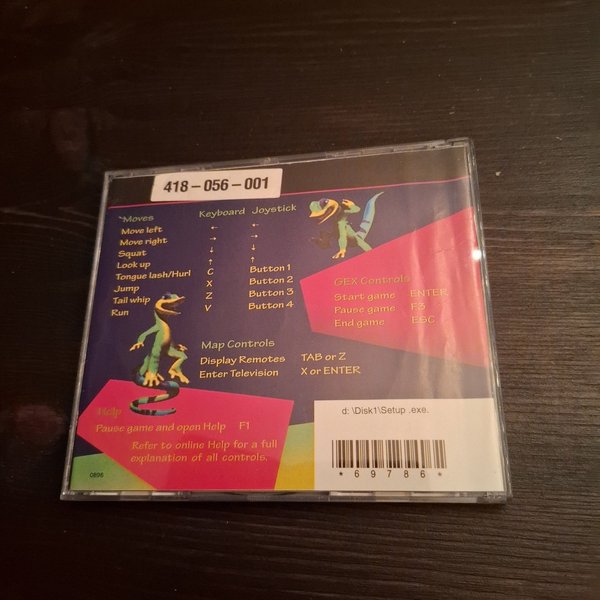 418-056-001
Moves Keyboard Joystick
Move left ← ←
Move right → →
Squat ↓ ↓
Look up ↑ ↑
Tongue lash/Hurl C Button 1
Jump X Button 2
Tail whip Z Button 3
Run V Button 4
GEX Controls
Start game ENTER
Pause game F3
End game ESC
Map Controls
Display Remotes TAB or Z
Enter Television X or ENTER
Help
Pause game and open Help F1
Refer to online Help for a full
explanation of all controls.
d: \Disk1\Setup .exe.
*69786*
0896